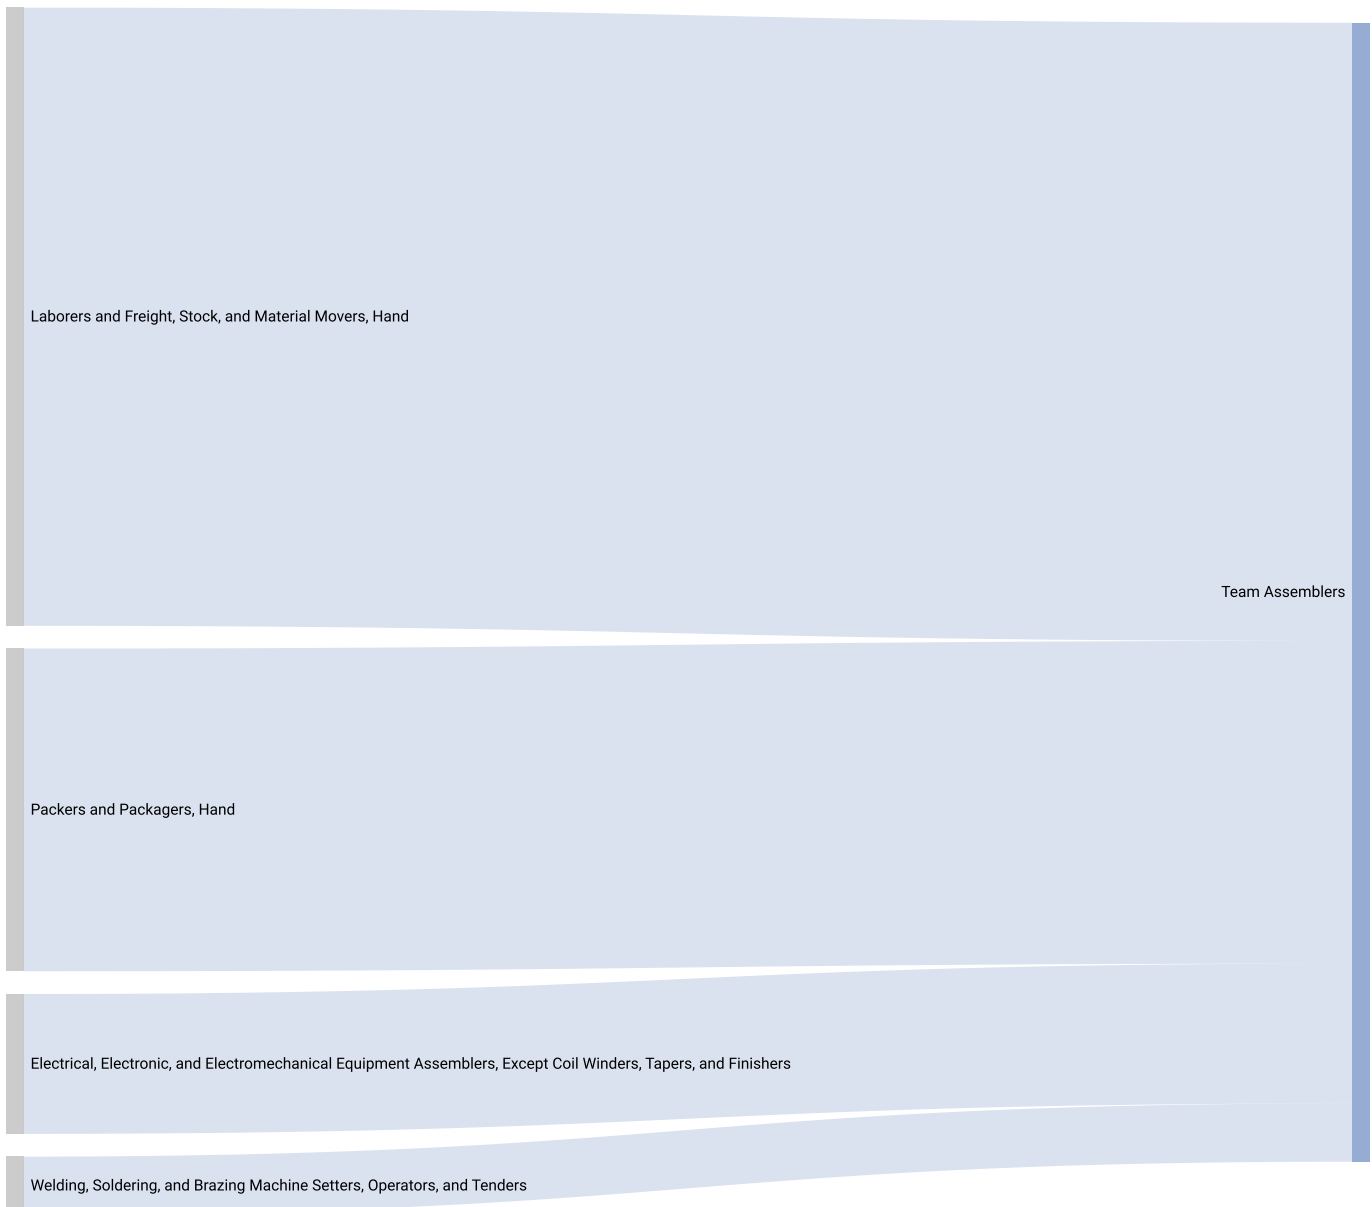 Laborers and Freight, Stock, and Material Movers, Hand
Team Assemblers
Packers and Packagers, Hand
Electrical, Electronic, and Electromechanical Equipment Assemblers, Except Coil Winders, Tapers, and Finishers
Welding, Soldering, and Brazing Machine Setters, Operators, and Tenders